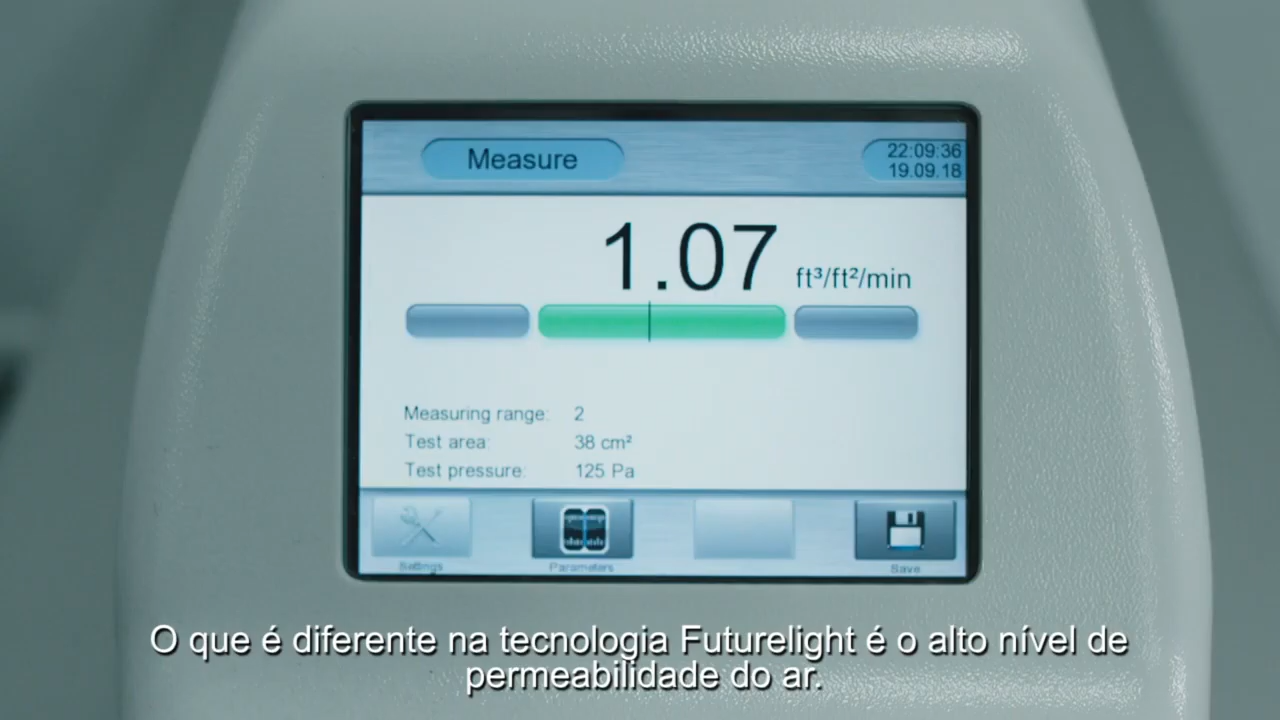 Measure
22:09:36
19.09.18
1.07 ft³/ft²/min
Measuring range: 2
Test area: 38 cm²
Test pressure: 125 Pa
Settings Parameters Save
O que é diferente na tecnologia Futurelight é o alto nível de
permeabilidade do ar.